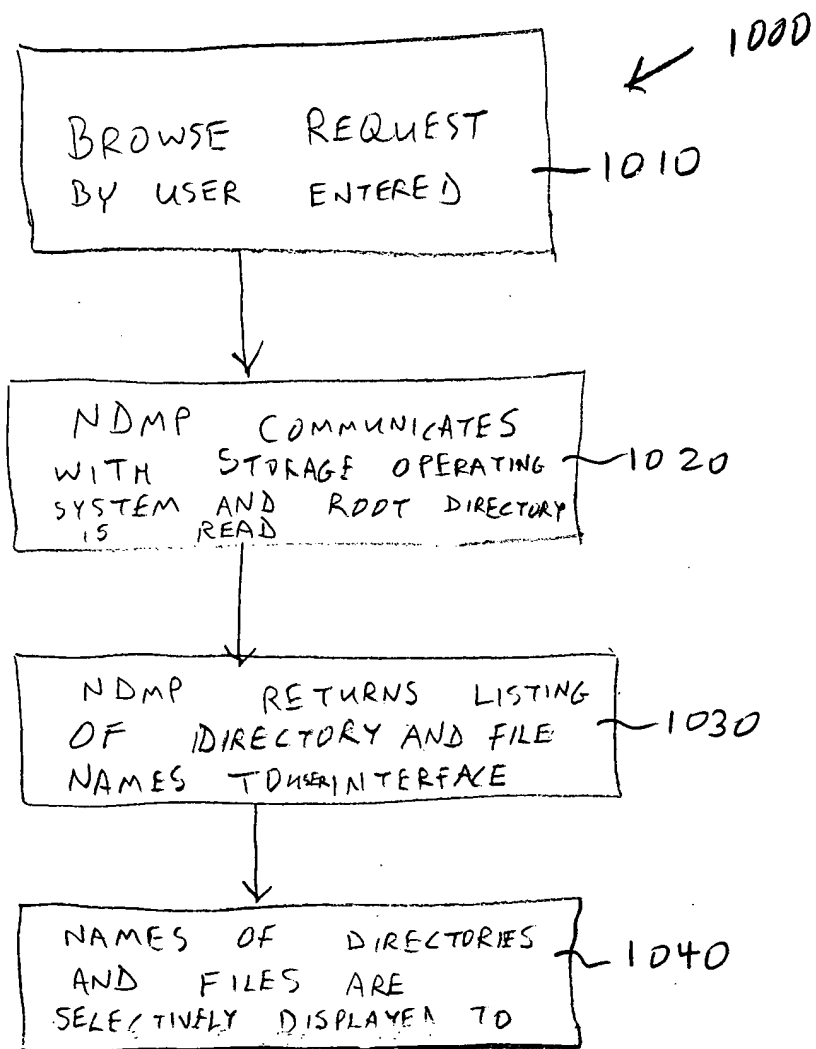 1000
BROWSE REQUEST
BY USER ENTERED
1010
NDMP COMMUNICATES
WITH STORAGE OPERATING
SYSTEM AND ROOT DIRECTORY
IS READ
1020
NDMP RETURNS LISTING
OF DIRECTORY AND FILE
NAMES TO USER INTERFACE
1030
NAMES OF DIRECTORIES
AND FILES ARE
SELECTIVELY DISPLAYED TO
1040